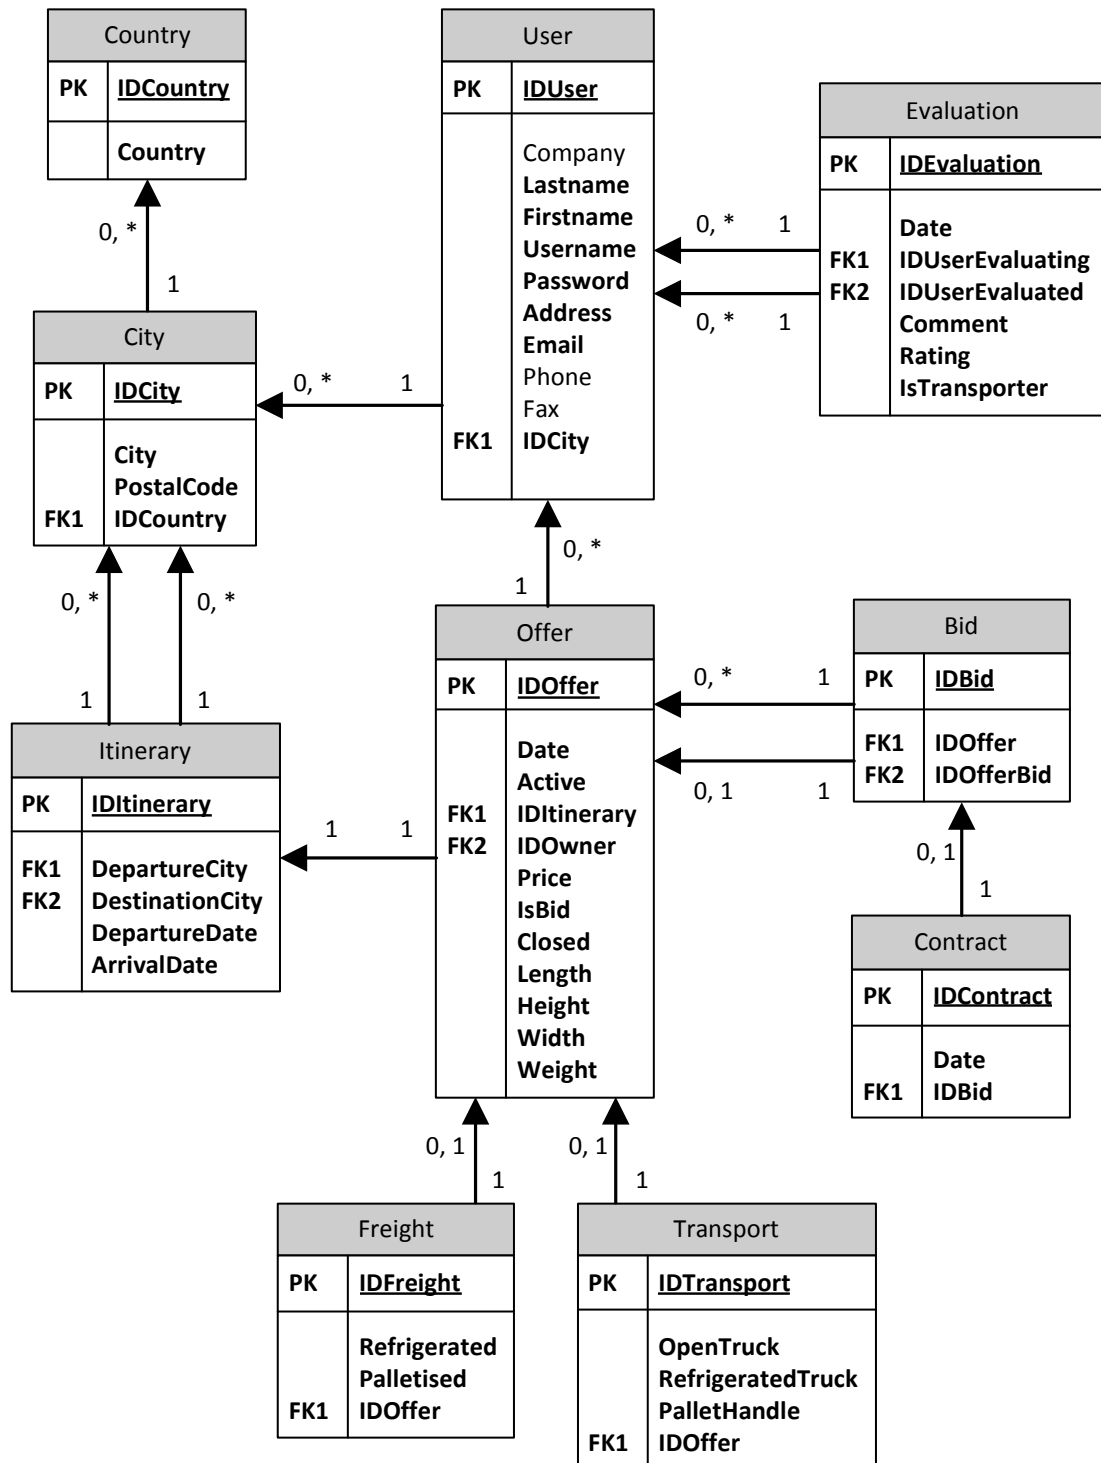 Country
PK IDCountry
Country
0, *
1
City
PK IDCity
City
PostalCode
FK1 IDCountry
User
PK IDUser
Company
Lastname
Firstname
Username
Password
Address
Email
Phone
Fax
FK1 IDCity
0, * 1
Evaluation
PK IDEvaluation
Date
FK1 IDUserEvaluating
FK2 IDUserEvaluated
Comment
Rating
IsTransporter
0, * 1
0, * 1
0, *
1
0, *
1
0, *
1
Itinerary
PK IDItinerary
FK1 DepartureCity
FK2 DestinationCity
DepartureDate
ArrivalDate
1 1
Offer
PK IDOffer
Date
Active
FK1 IDItinerary
FK2 IDOwner
Price
IsBid
Closed
Length
Height
Width
Weight
0, * 1
0, 1 1
Bid
PK IDBid
FK1 IDOffer
FK2 IDOfferBid
0, 1
1
Contract
PK IDContract
Date
FK1 IDBid
0, 1
1
0, 1
1
Freight
PK IDFreight
Refrigerated
Palletised
FK1 IDOffer
Transport
PK IDTransport
OpenTruck
RefrigeratedTruck
PalletHandle
FK1 IDOffer